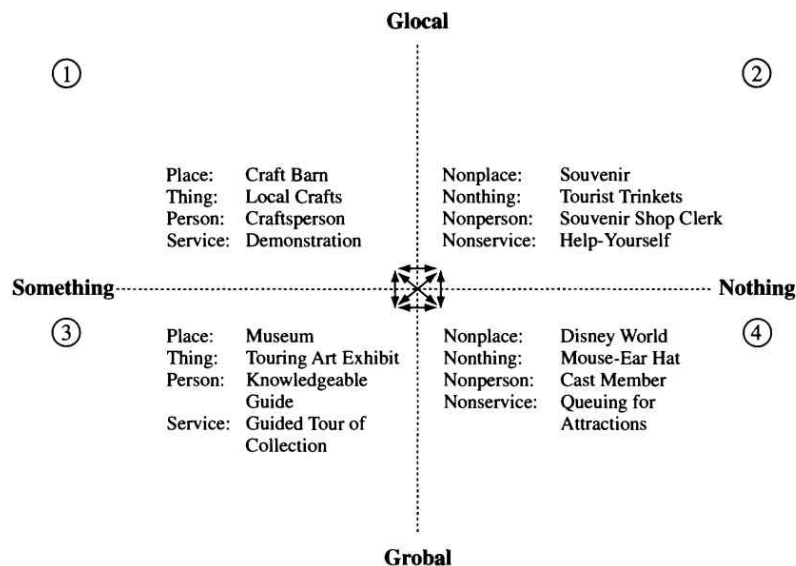 Glocal
① ②
Place: Craft Barn
Thing: Local Crafts
Person: Craftsperson
Service: Demonstration
Nonplace: Souvenir
Nonthing: Tourist Trinkets
Nonperson: Souvenir Shop Clerk
Nonservice: Help-Yourself
Something Nothing
③ ④
Place: Museum
Thing: Touring Art Exhibit
Person: Knowledgeable
Guide
Service: Guided Tour of
Collection
Nonplace: Disney World
Nonthing: Mouse-Ear Hat
Nonperson: Cast Member
Nonservice: Queuing for
Attractions
Grobal